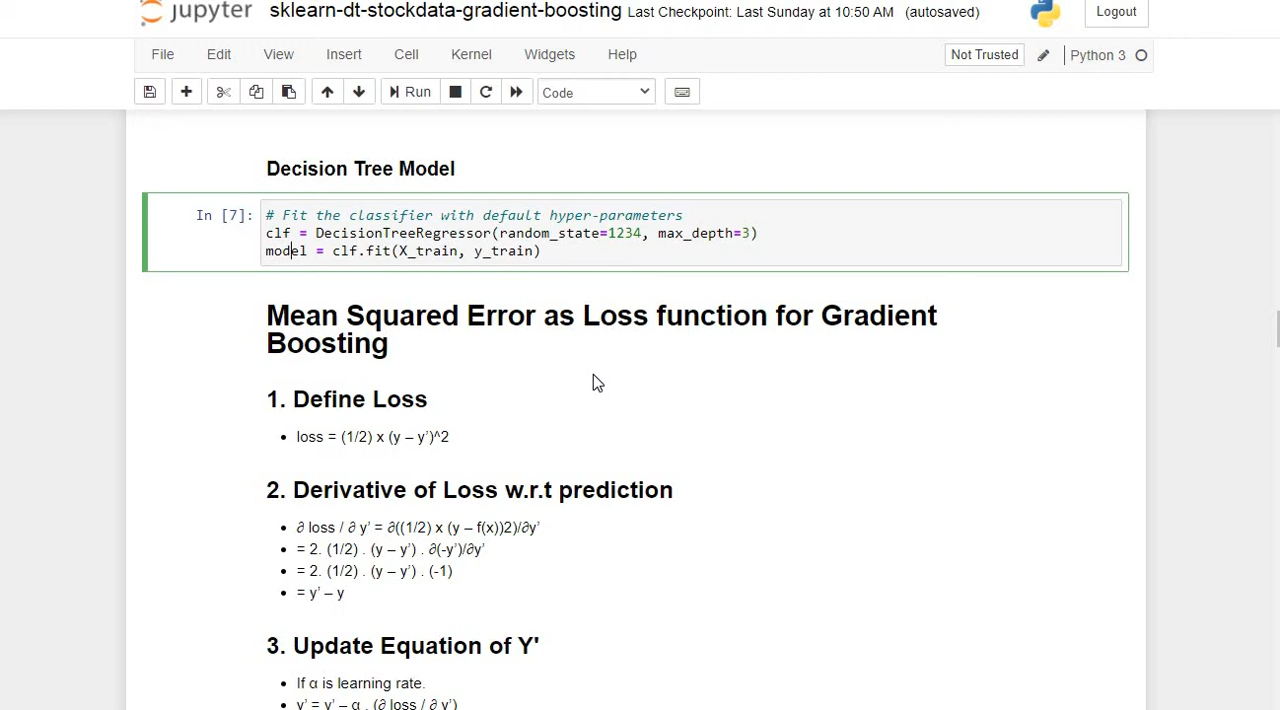 jupyter sklearn-dt-stockdata-gradient-boosting Last Checkpoint: Last Sunday at 10:50 AM (autosaved) Logout
File Edit View Insert Cell Kernel Widgets Help Not Trusted Python 3
Run Code
Decision Tree Model
In [7]: # Fit the classifier with default hyper-parameters
clf = DecisionTreeRegressor(random_state=1234, max_depth=3)
model = clf.fit(X_train, y_train)
Mean Squared Error as Loss function for Gradient
Boosting
1. Define Loss
• loss = (1/2) x (y – y’)^2
2. Derivative of Loss w.r.t prediction
• ∂ loss / ∂ y’ = ∂((1/2) x (y – f(x))2)/∂y’
• = 2. (1/2) . (y – y’) . ∂(-y’)/∂y’
• = 2. (1/2) . (y – y’) . (-1)
• = y’ – y
3. Update Equation of Y'
• If α is learning rate.
• y’ = y’ – α . (∂ loss / ∂ y’)